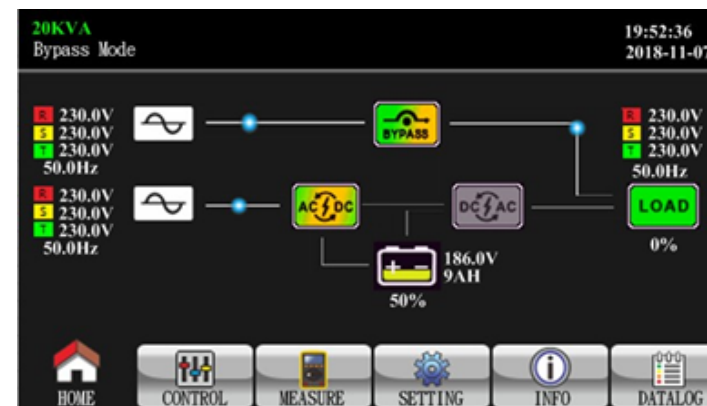 20KVA
Bypass Mode
19:52:36
2018-11-07
R 230.0V
S 230.0V
T 230.0V
50.0Hz
BYPASS
R 230.0V
S 230.0V
T 230.0V
50.0Hz
R 230.0V
S 230.0V
T 230.0V
50.0Hz
AC DC
DC AC
LOAD
0%
186.0V
9AH
50%
HOME
CONTROL
MEASURE
SETTING
INFO
DATALOG